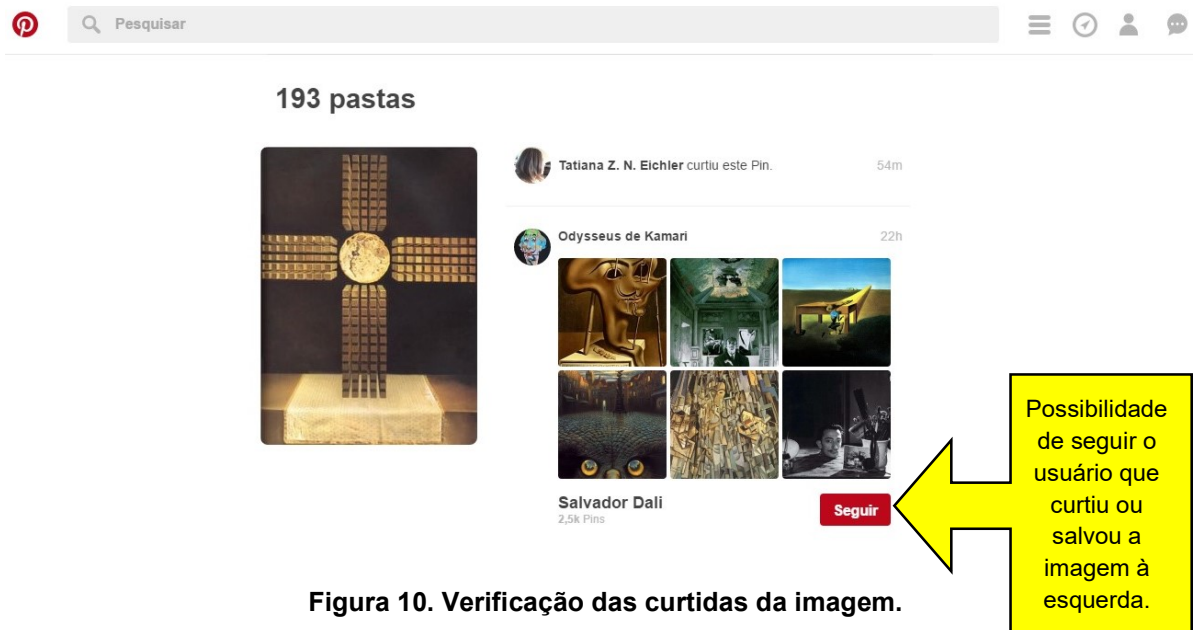 Pesquisar
193 pastas
Tatiana Z. N. Eichler curtiu este Pin.
54m
Odysseus de Kamari
22h
Salvador Dali
2,5k Pins
Seguir
Possibilidade
de seguir o
usuário que
curtiu ou
salvou a
imagem à
esquerda.
Figura 10. Verificação das curtidas da imagem.